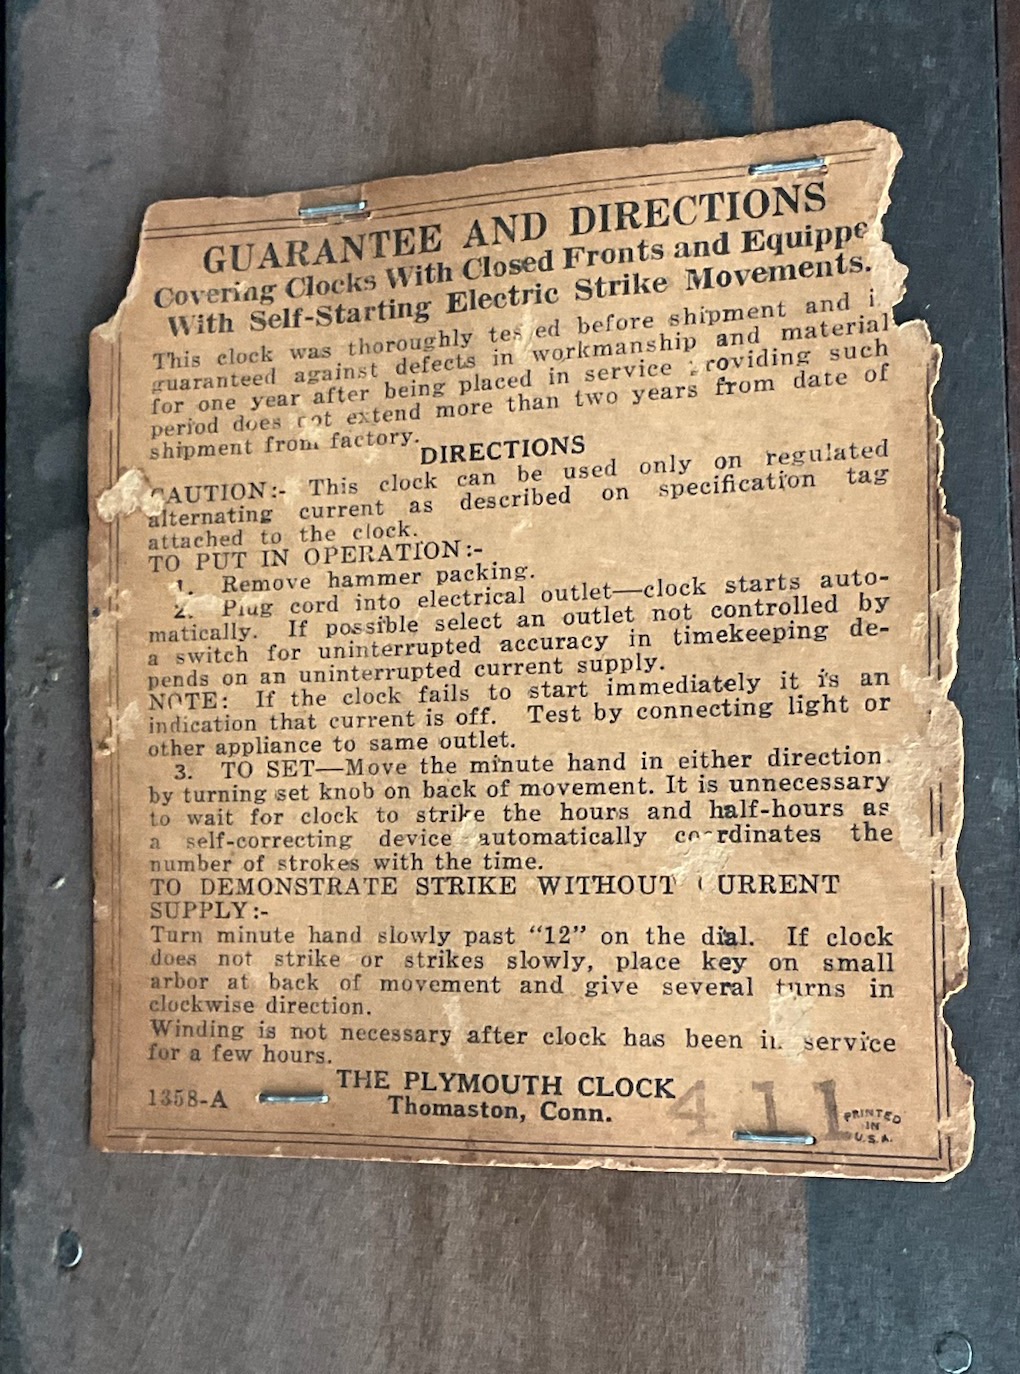 GUARANTEE AND DIRECTIONS
Covering Clocks With Closed Fronts and Equippe
With Self-Starting Electric Strike Movements.
This clock was thoroughly tes ed before shipment and i
guaranteed against defects in workmanship and material
for one year after being placed in service roviding such
period does not extend more than two years from date of
shipment from factory.
DIRECTIONS
AUTION:- This clock can be used only on regulated
alternating current as described on specification tag
attached to the clock.
TO PUT IN OPERATION:-
1. Remove hammer packing.
2. Plug cord into electrical outlet—clock starts auto-
matically. If possible select an outlet not controlled by
a switch for uninterrupted accuracy in timekeeping de-
pends on an uninterrupted current supply.
NOTE: If the clock fails to start immediately it is an
indication that current is off. Test by connecting light or
other appliance to same outlet.
3. TO SET—Move the minute hand in either direction
by turning set knob on back of movement. It is unnecessary
to wait for clock to strike the hours and half-hours as
a self-correcting device automatically co rdinates the
number of strokes with the time.
TO DEMONSTRATE STRIKE WITHOUT URRENT
SUPPLY:-
Turn minute hand slowly past "12" on the dial. If clock
does not strike or strikes slowly, place key on small
arbor at back of movement and give several turns in
clockwise direction.
Winding is not necessary after clock has been in service
for a few hours.
THE PLYMOUTH CLOCK
Thomaston, Conn.
1358-A
411
PRINTED
IN
U.S.A.